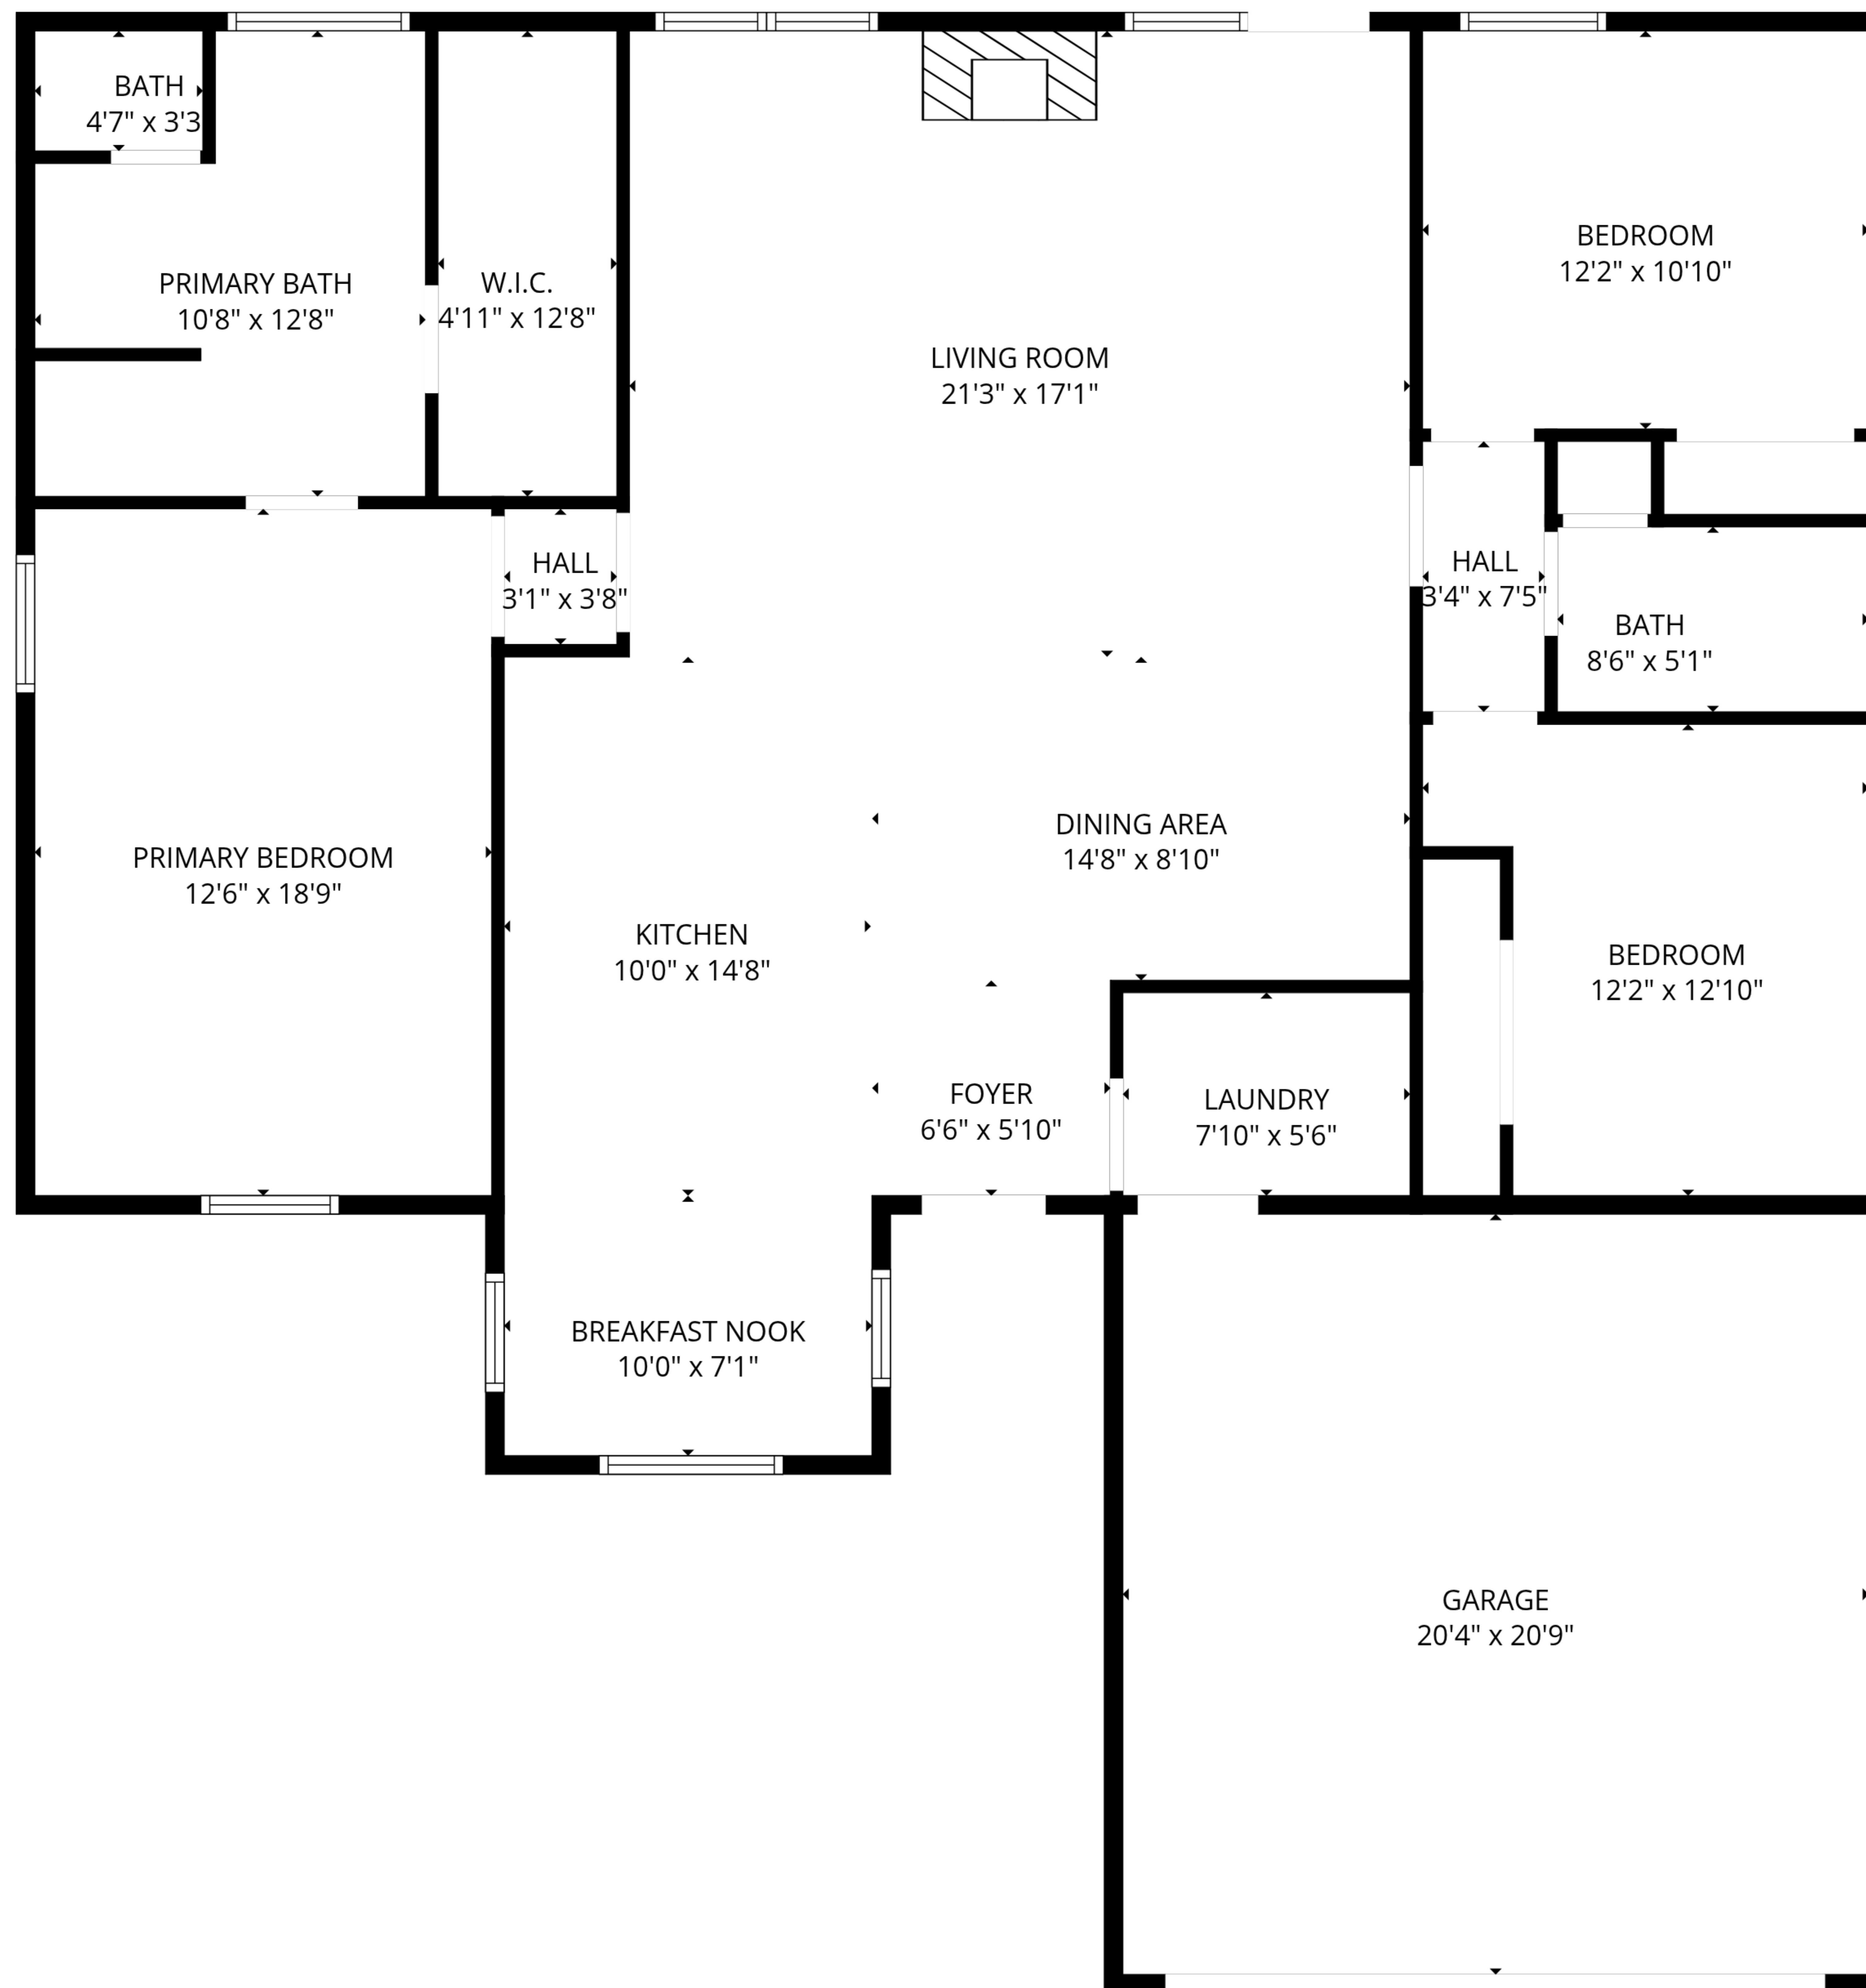 BATH
4'7" x 3'3
PRIMARY BATH
10'8" x 12'8"
W.I.C.
4'11" x 12'8"
LIVING ROOM
21'3" x 17'1"
BEDROOM
12'2" x 10'10"
HALL
3'1" x 3'8"
HALL
3'4" x 7'5"
BATH
8'6" x 5'1"
PRIMARY BEDROOM
12'6" x 18'9"
KITCHEN
10'0" x 14'8"
DINING AREA
14'8" x 8'10"
BEDROOM
12'2" x 12'10"
FOYER
6'6" x 5'10"
LAUNDRY
7'10" x 5'6"
BREAKFAST NOOK
10'0" x 7'1"
GARAGE
20'4" x 20'9"